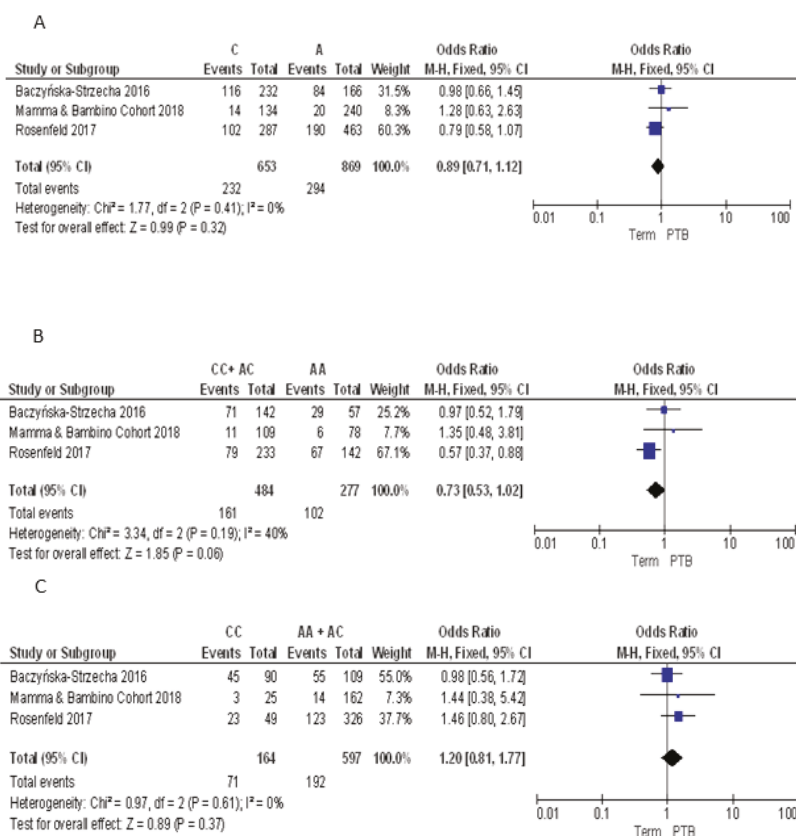 A
C A Odds Ratio Odds Ratio
Study or Subgroup Events Total Events Total Weight M-H, Fixed, 95% CI M-H, Fixed, 95% CI
Baczyńska-Strzecha 2016 116 232 84 166 31.5% 0.98 [0.66, 1.45]
Mamma & Bambino Cohort 2018 14 134 20 240 8.3% 1.28 [0.63, 2.63]
Rosenfeld 2017 102 287 190 463 60.3% 0.79 [0.58, 1.07]
Total (95% CI) 653 869 100.0% 0.89 [0.71, 1.12]
Total events 232 294
Heterogeneity: Chi² = 1.77, df = 2 (P = 0.41); I² = 0%
Test for overall effect: Z = 0.99 (P = 0.32)
0.01 0.1 1 10 100
Term PTB
B
CC+ AC AA Odds Ratio Odds Ratio
Study or Subgroup Events Total Events Total Weight M-H, Fixed, 95% CI M-H, Fixed, 95% CI
Baczyńska-Strzecha 2016 71 142 29 57 25.2% 0.97 [0.52, 1.79]
Mamma & Bambino Cohort 2018 11 109 6 78 7.7% 1.35 [0.48, 3.81]
Rosenfeld 2017 79 233 67 142 67.1% 0.57 [0.37, 0.88]
Total (95% CI) 484 277 100.0% 0.73 [0.53, 1.02]
Total events 161 102
Heterogeneity: Chi² = 3.34, df = 2 (P = 0.19); I² = 40%
Test for overall effect: Z = 1.85 (P = 0.06)
0.01 0.1 1 10 100
Term PTB
C
CC AA + AC Odds Ratio Odds Ratio
Study or Subgroup Events Total Events Total Weight M-H, Fixed, 95% CI M-H, Fixed, 95% CI
Baczyńska-Strzecha 2016 45 90 55 109 55.0% 0.98 [0.56, 1.72]
Mamma & Bambino Cohort 2018 3 25 14 162 7.3% 1.44 [0.38, 5.42]
Rosenfeld 2017 23 49 123 326 37.7% 1.46 [0.80, 2.67]
Total (95% CI) 164 597 100.0% 1.20 [0.81, 1.77]
Total events 71 192
Heterogeneity: Chi² = 0.97, df = 2 (P = 0.61); I² = 0%
Test for overall effect: Z = 0.89 (P = 0.37)
0.01 0.1 1 10 100
Term PTB